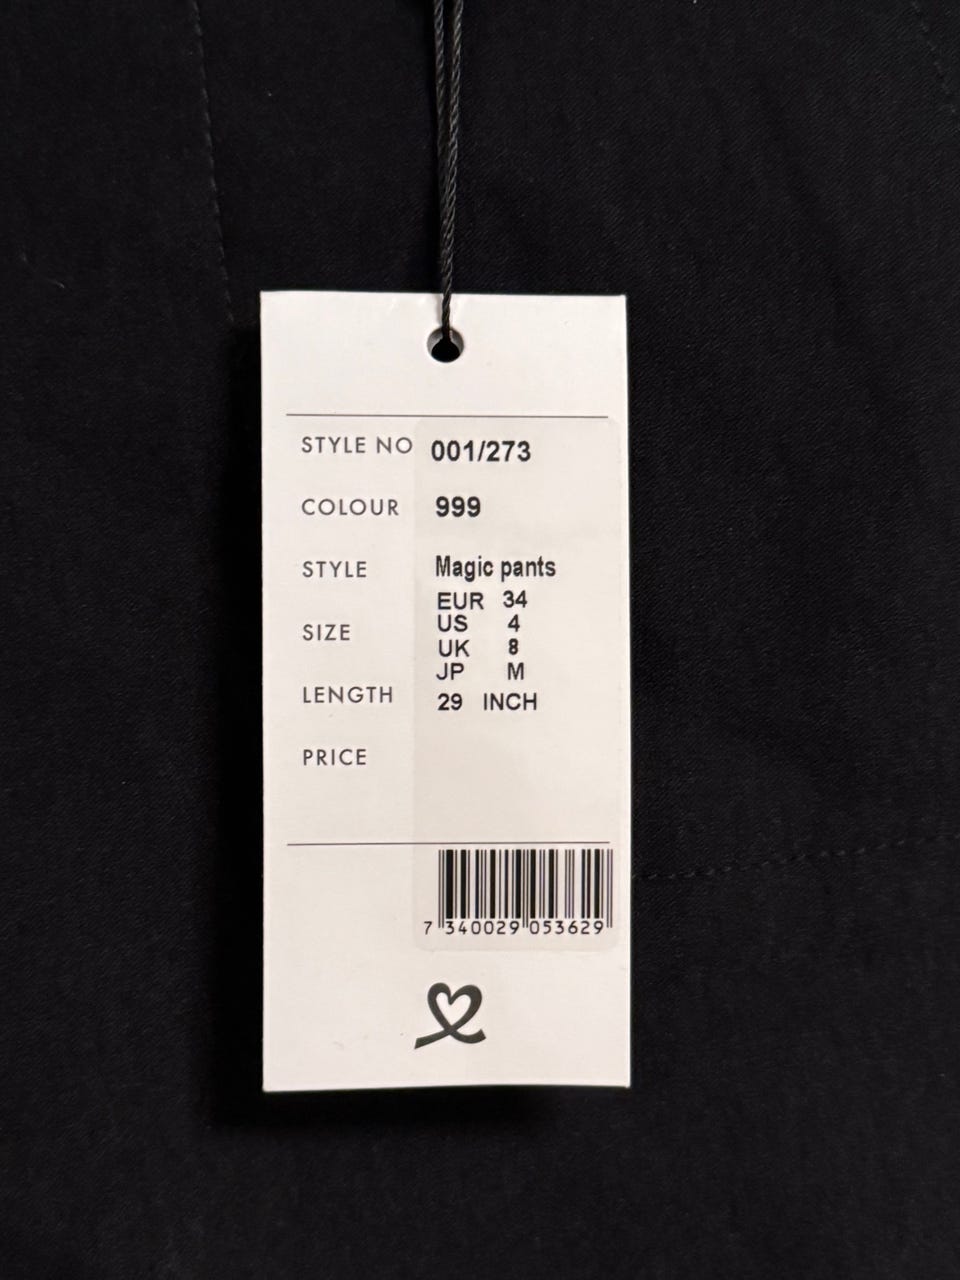 STYLE NO 001/273
COLOUR 999
STYLE Magic pants
EUR 34
US 4
SIZE
UK 8
JP M
LENGTH 29 INCH
PRICE
7 340029 053629